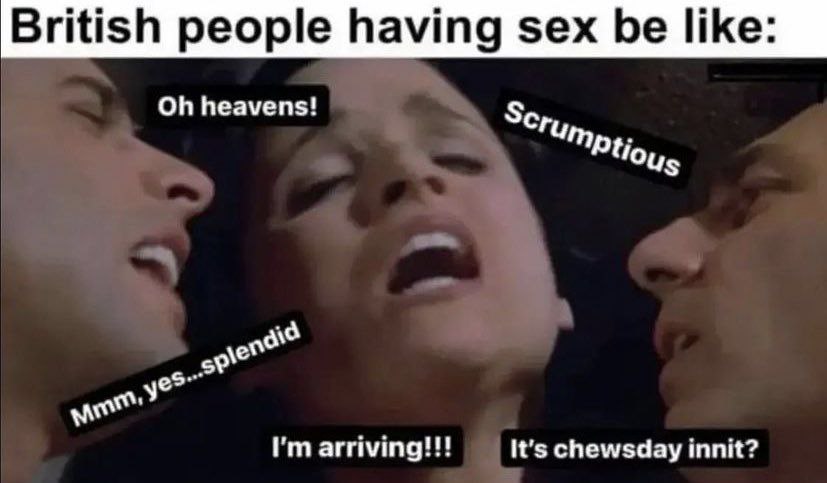 British people having sex be like:
Oh heavens!
Scrumptious
Mmm, yes...splendid
I'm arriving!!!
It's chewsday innit?